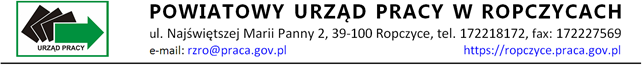 POWIATOWY URZĄD PRACY W ROPCZYCACH
ul. Najświętszej Marii Panny 2, 39-100 Ropczyce, tel. 172218172, fax: 172227569
e-mail: rzro@praca.gov.pl https://ropczyce.praca.gov.pl
URZĄD PRACY